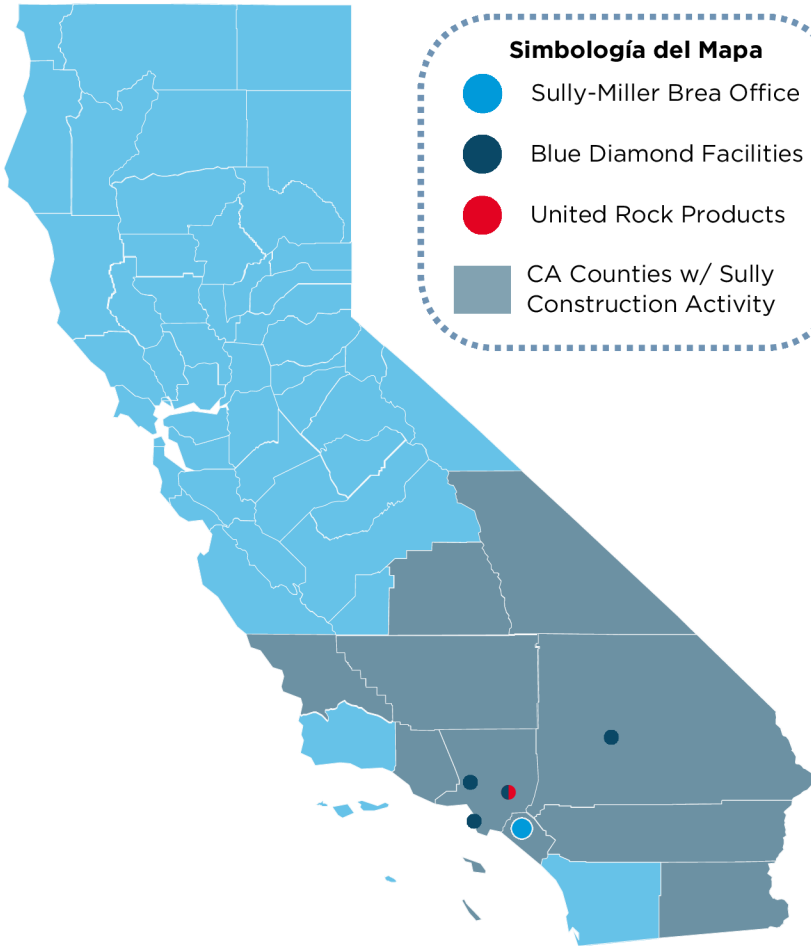 Simbología del Mapa
Sully-Miller Brea Office
Blue Diamond Facilities
United Rock Products
CA Counties w/ Sully
Construction Activity